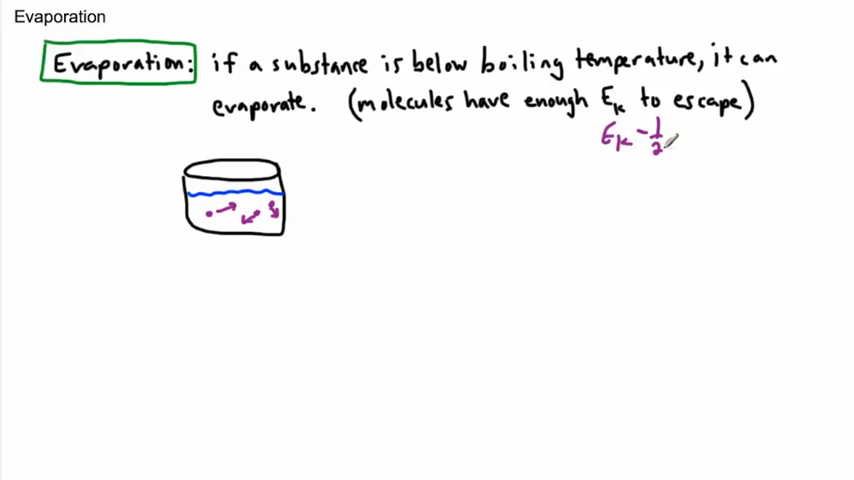 Evaporation
Evaporation: if a substance is below boiling temperature, it can
evaporate. (molecules have enough Ek to escape)
Ek - 1/2